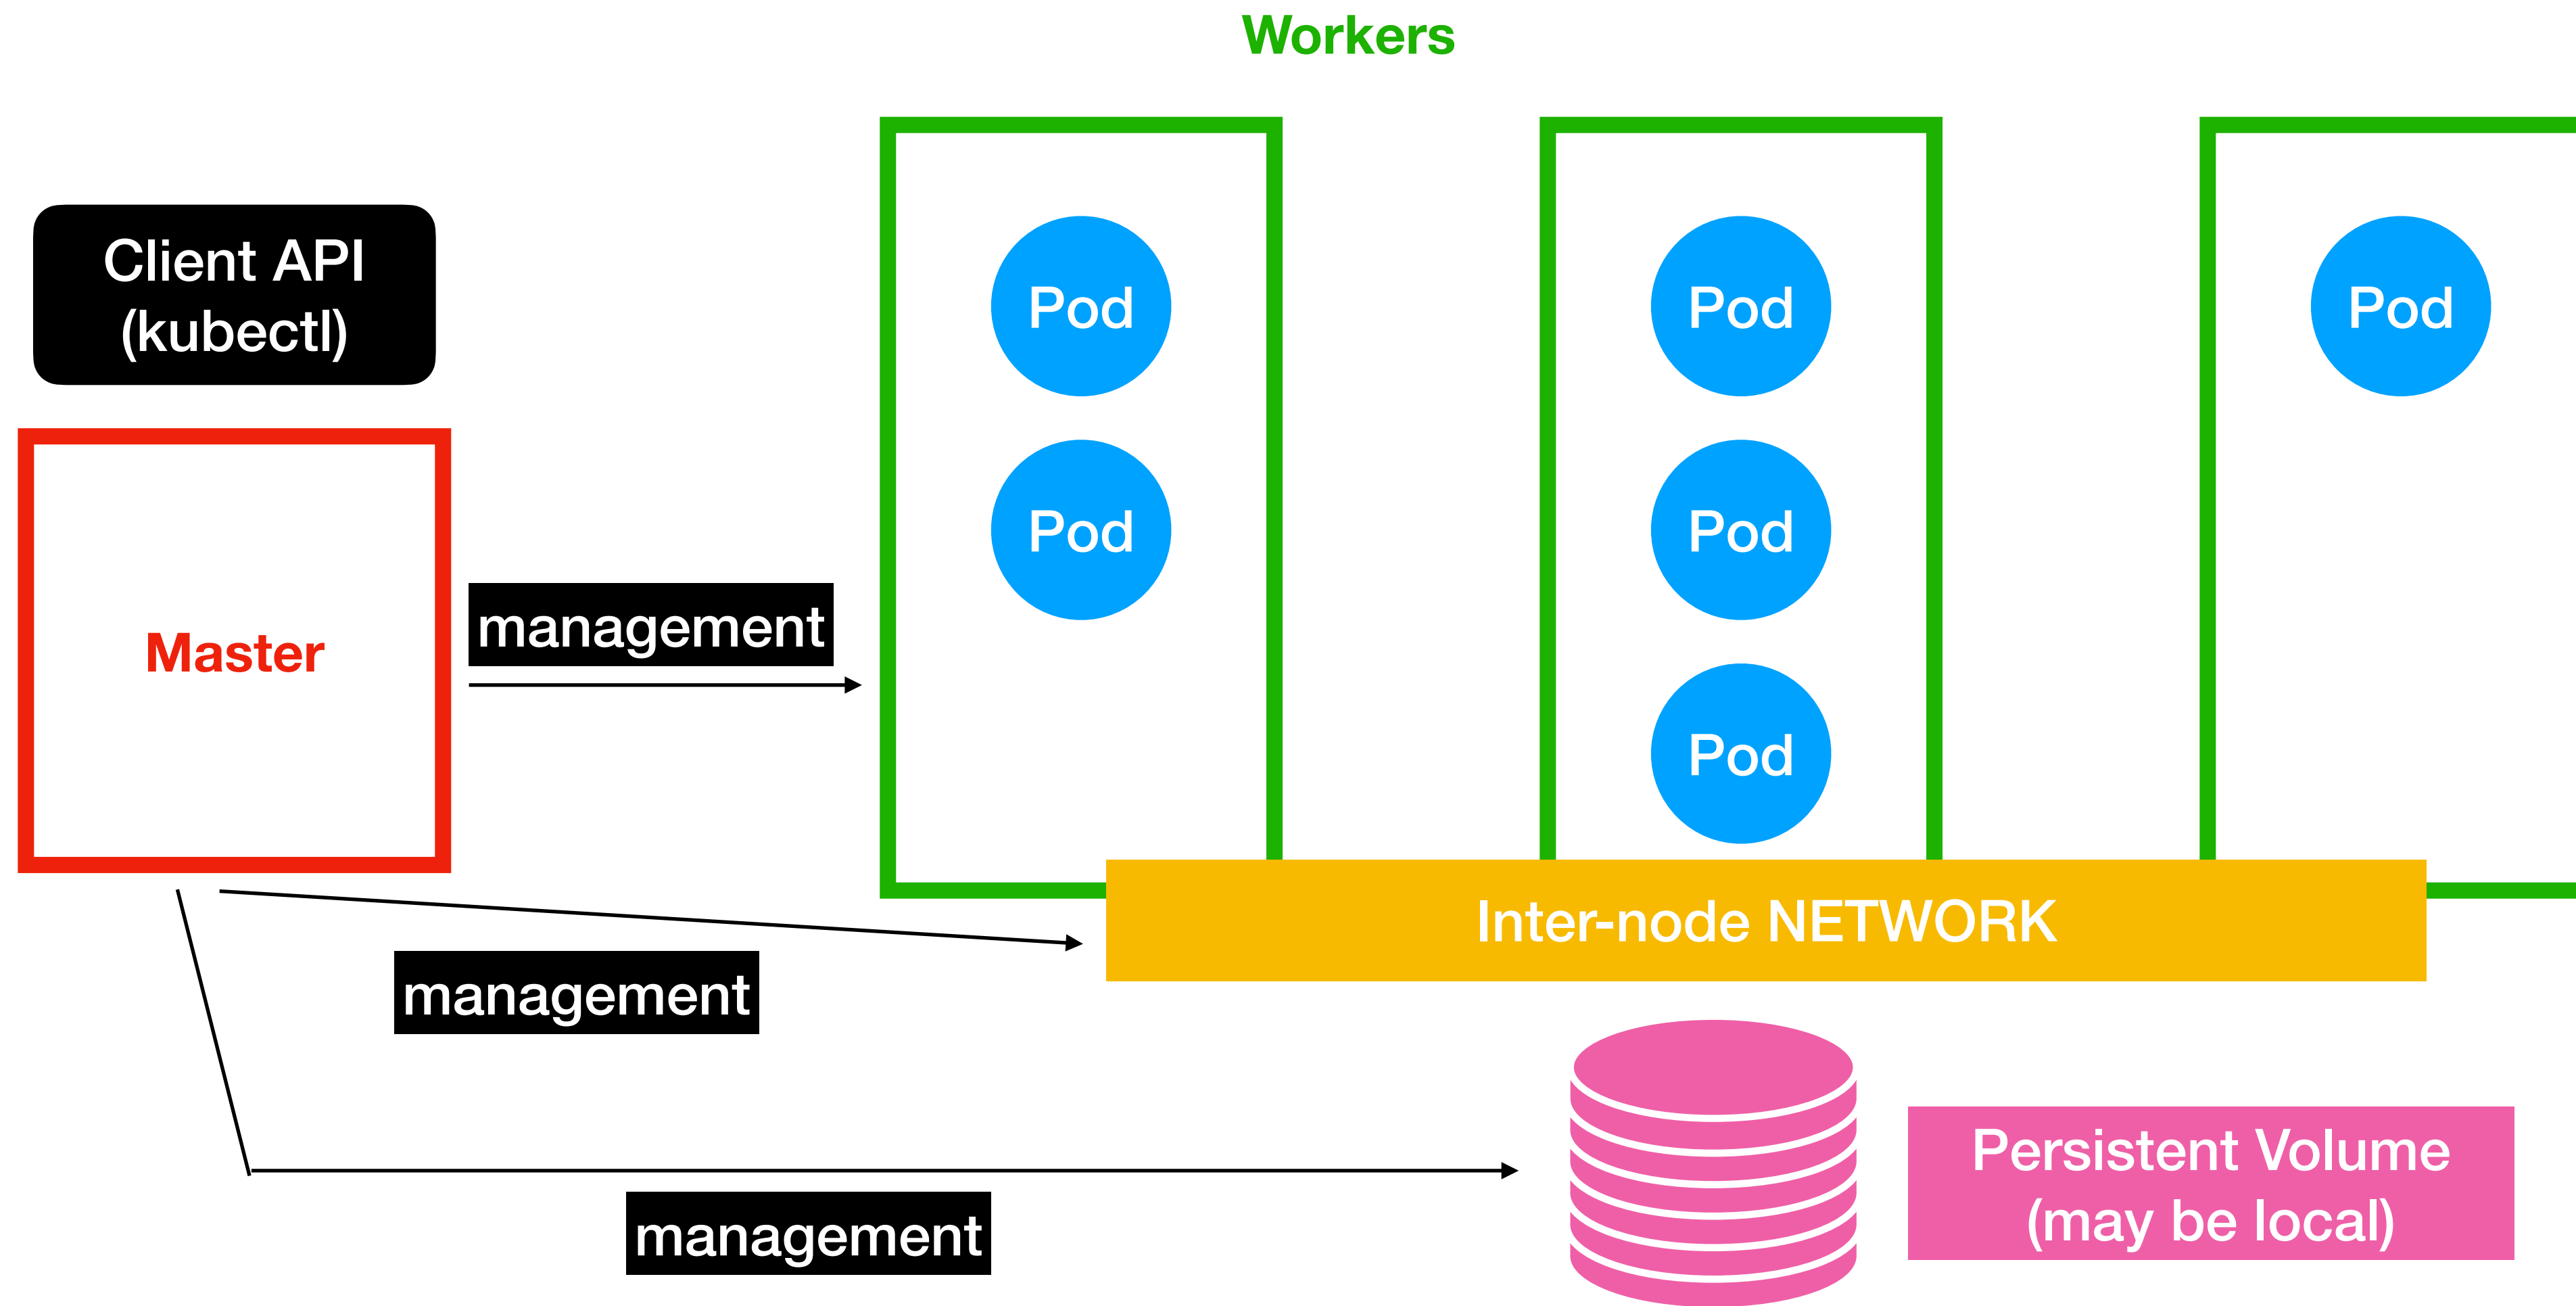 Workers
Client API
(kubectl)
Pod
Pod
Pod
Pod
Pod
Pod
Master
management
Inter-node NETWORK
management
Persistent Volume
(may be local)
management